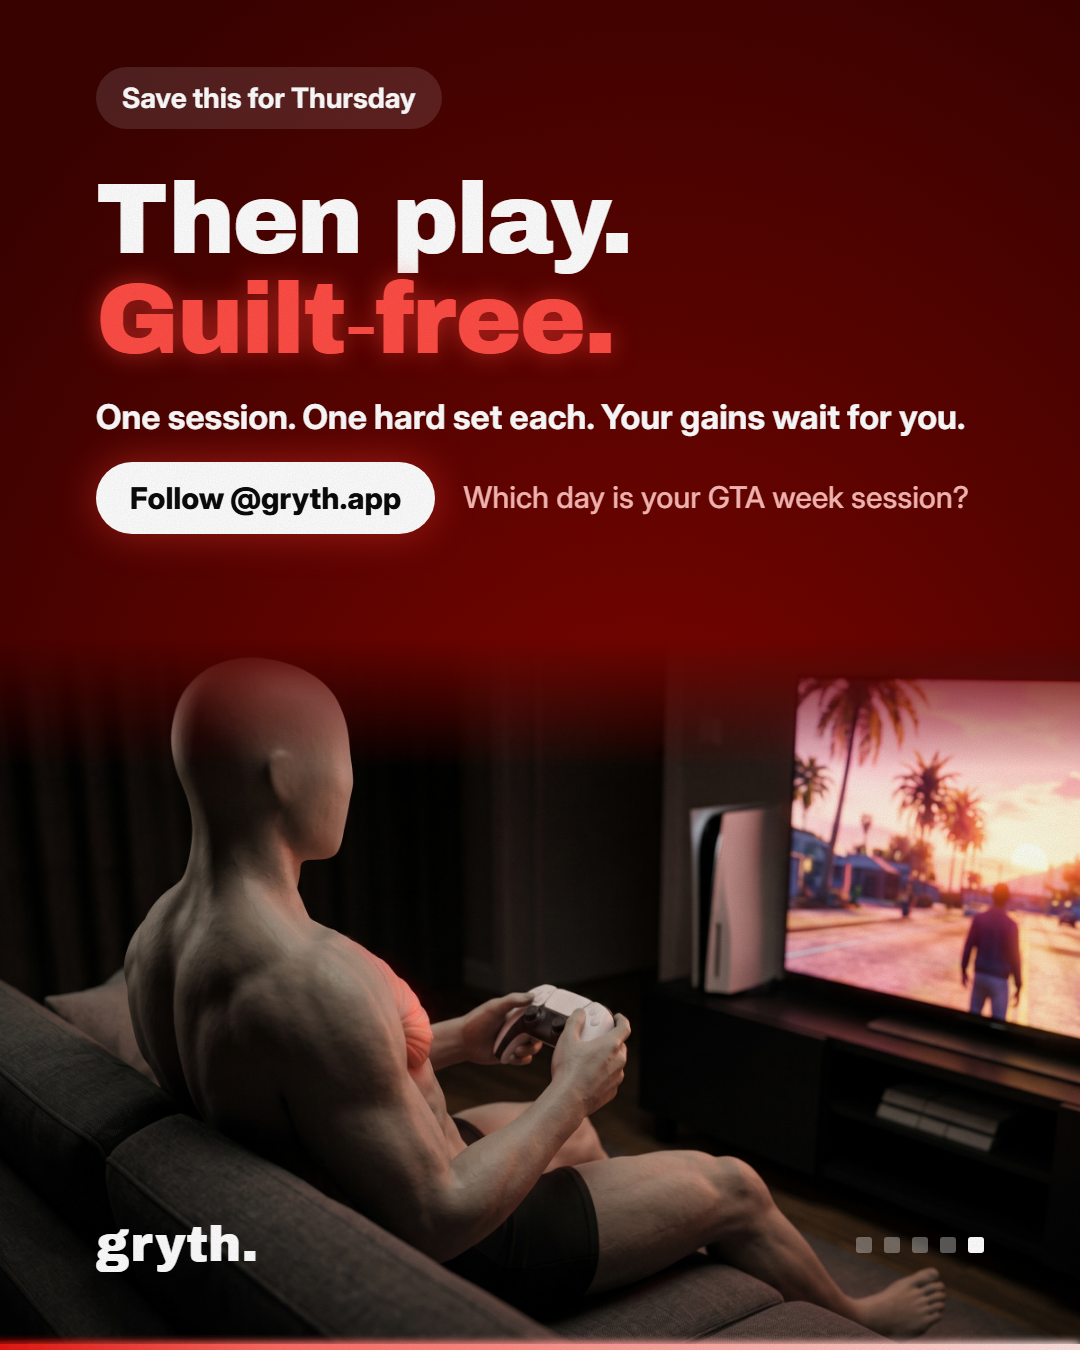 Save this for Thursday
Then play.
Guilt-free.
One session. One hard set each. Your gains wait for you.
Follow @gryth.app
Which day is your GTA week session?
gryth.